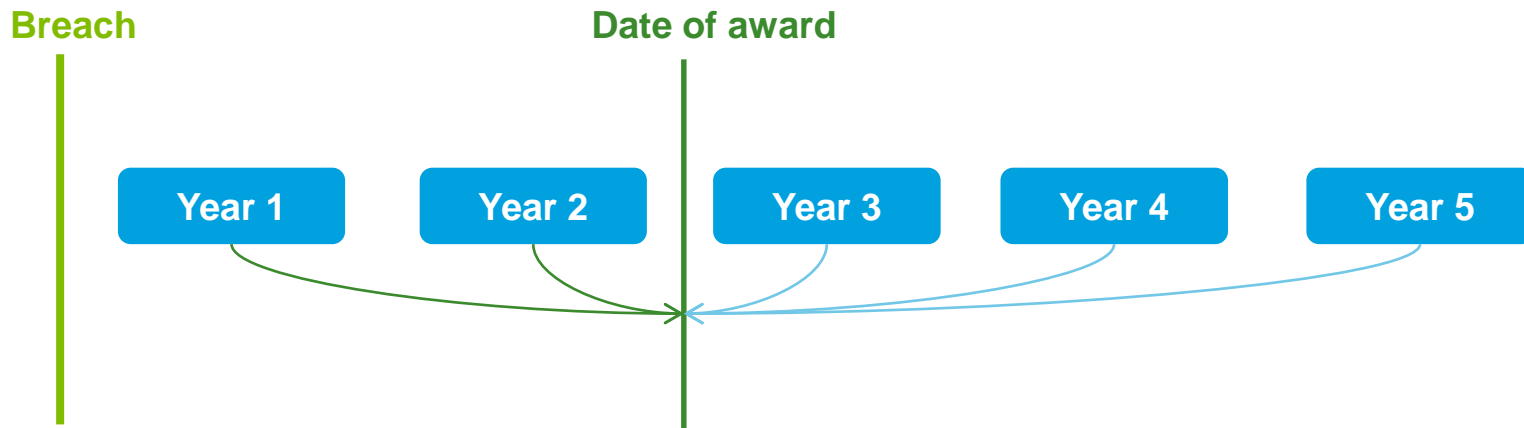 Breach
Date of award
Year 1
Year 2
Year 3
Year 4
Year 5